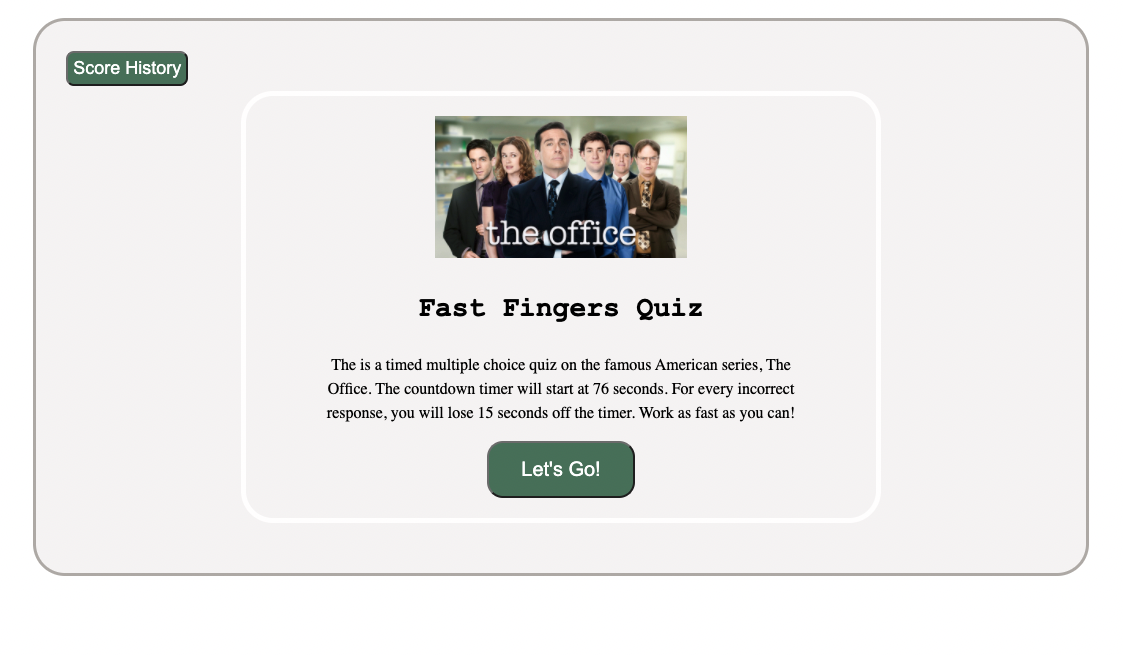 Score History
the office
Fast Fingers Quiz
The is a timed multiple choice quiz on the famous American series, The
Office. The countdown timer will start at 76 seconds. For every incorrect
response, you will lose 15 seconds off the timer. Work as fast as you can!
Let's Go!